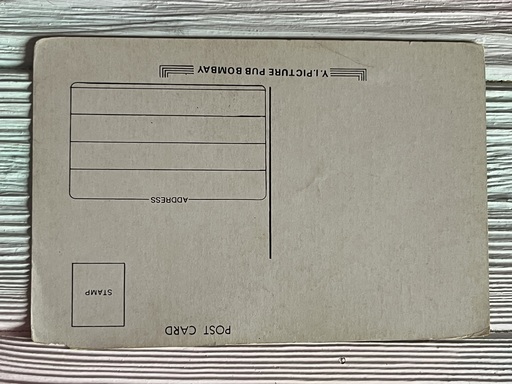 POST CARD
STAMP
ADDRESS
Y.I.PICTURE PUB BOMBAY